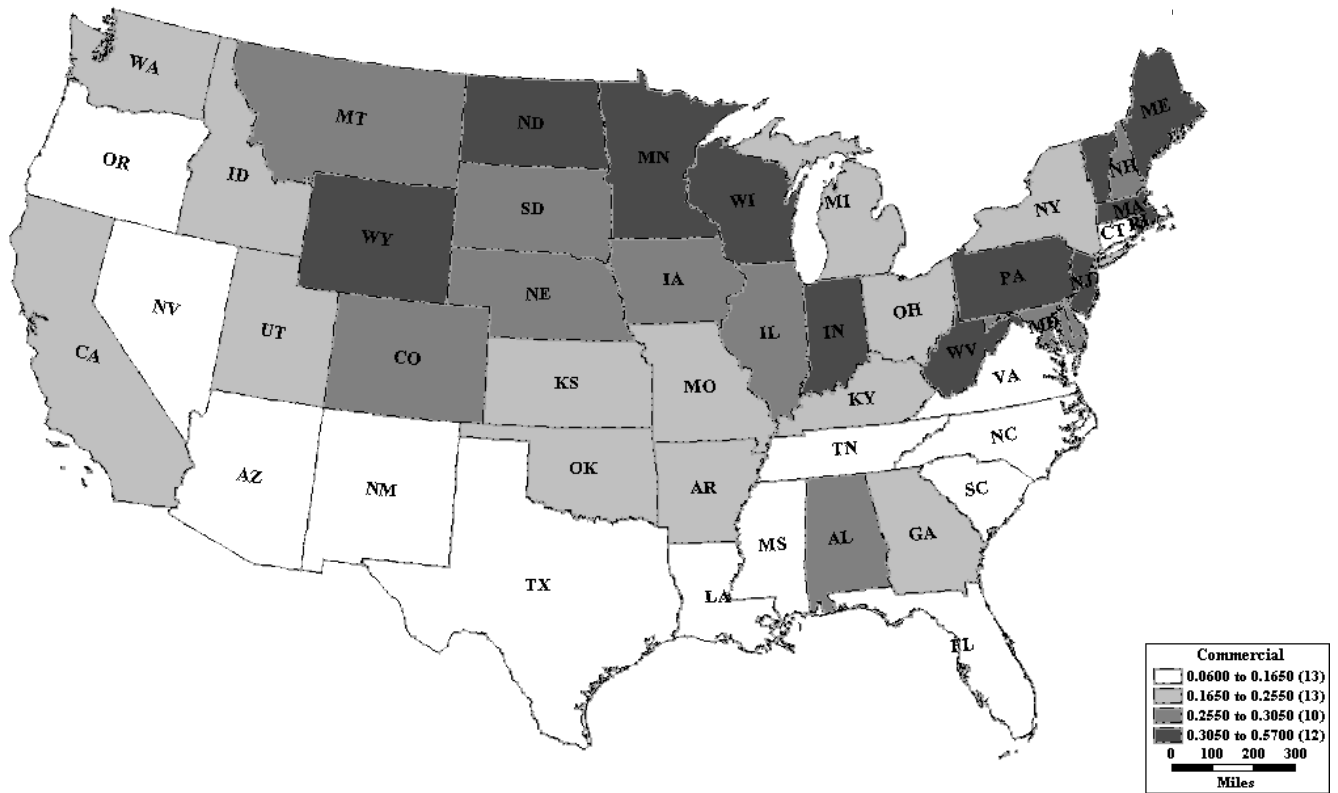 WA
MT
ND
MN
ME
OR
ID
SD
WI
MI
NH
NY
MA
RI
CT
WY
IA
PA
NJ
NE
NV
UT
CO
IL
IN
OH
MD
WV
CA
KS
MO
KY
VA
TN
NC
AZ
NM
OK
AR
SC
MS
AL
GA
TX
LA
FL
Commercial
0.0600 to 0.1650 (13)
0.1650 to 0.2550 (13)
0.2550 to 0.3050 (10)
0.3050 to 0.5700 (12)
0 100 200 300
Miles